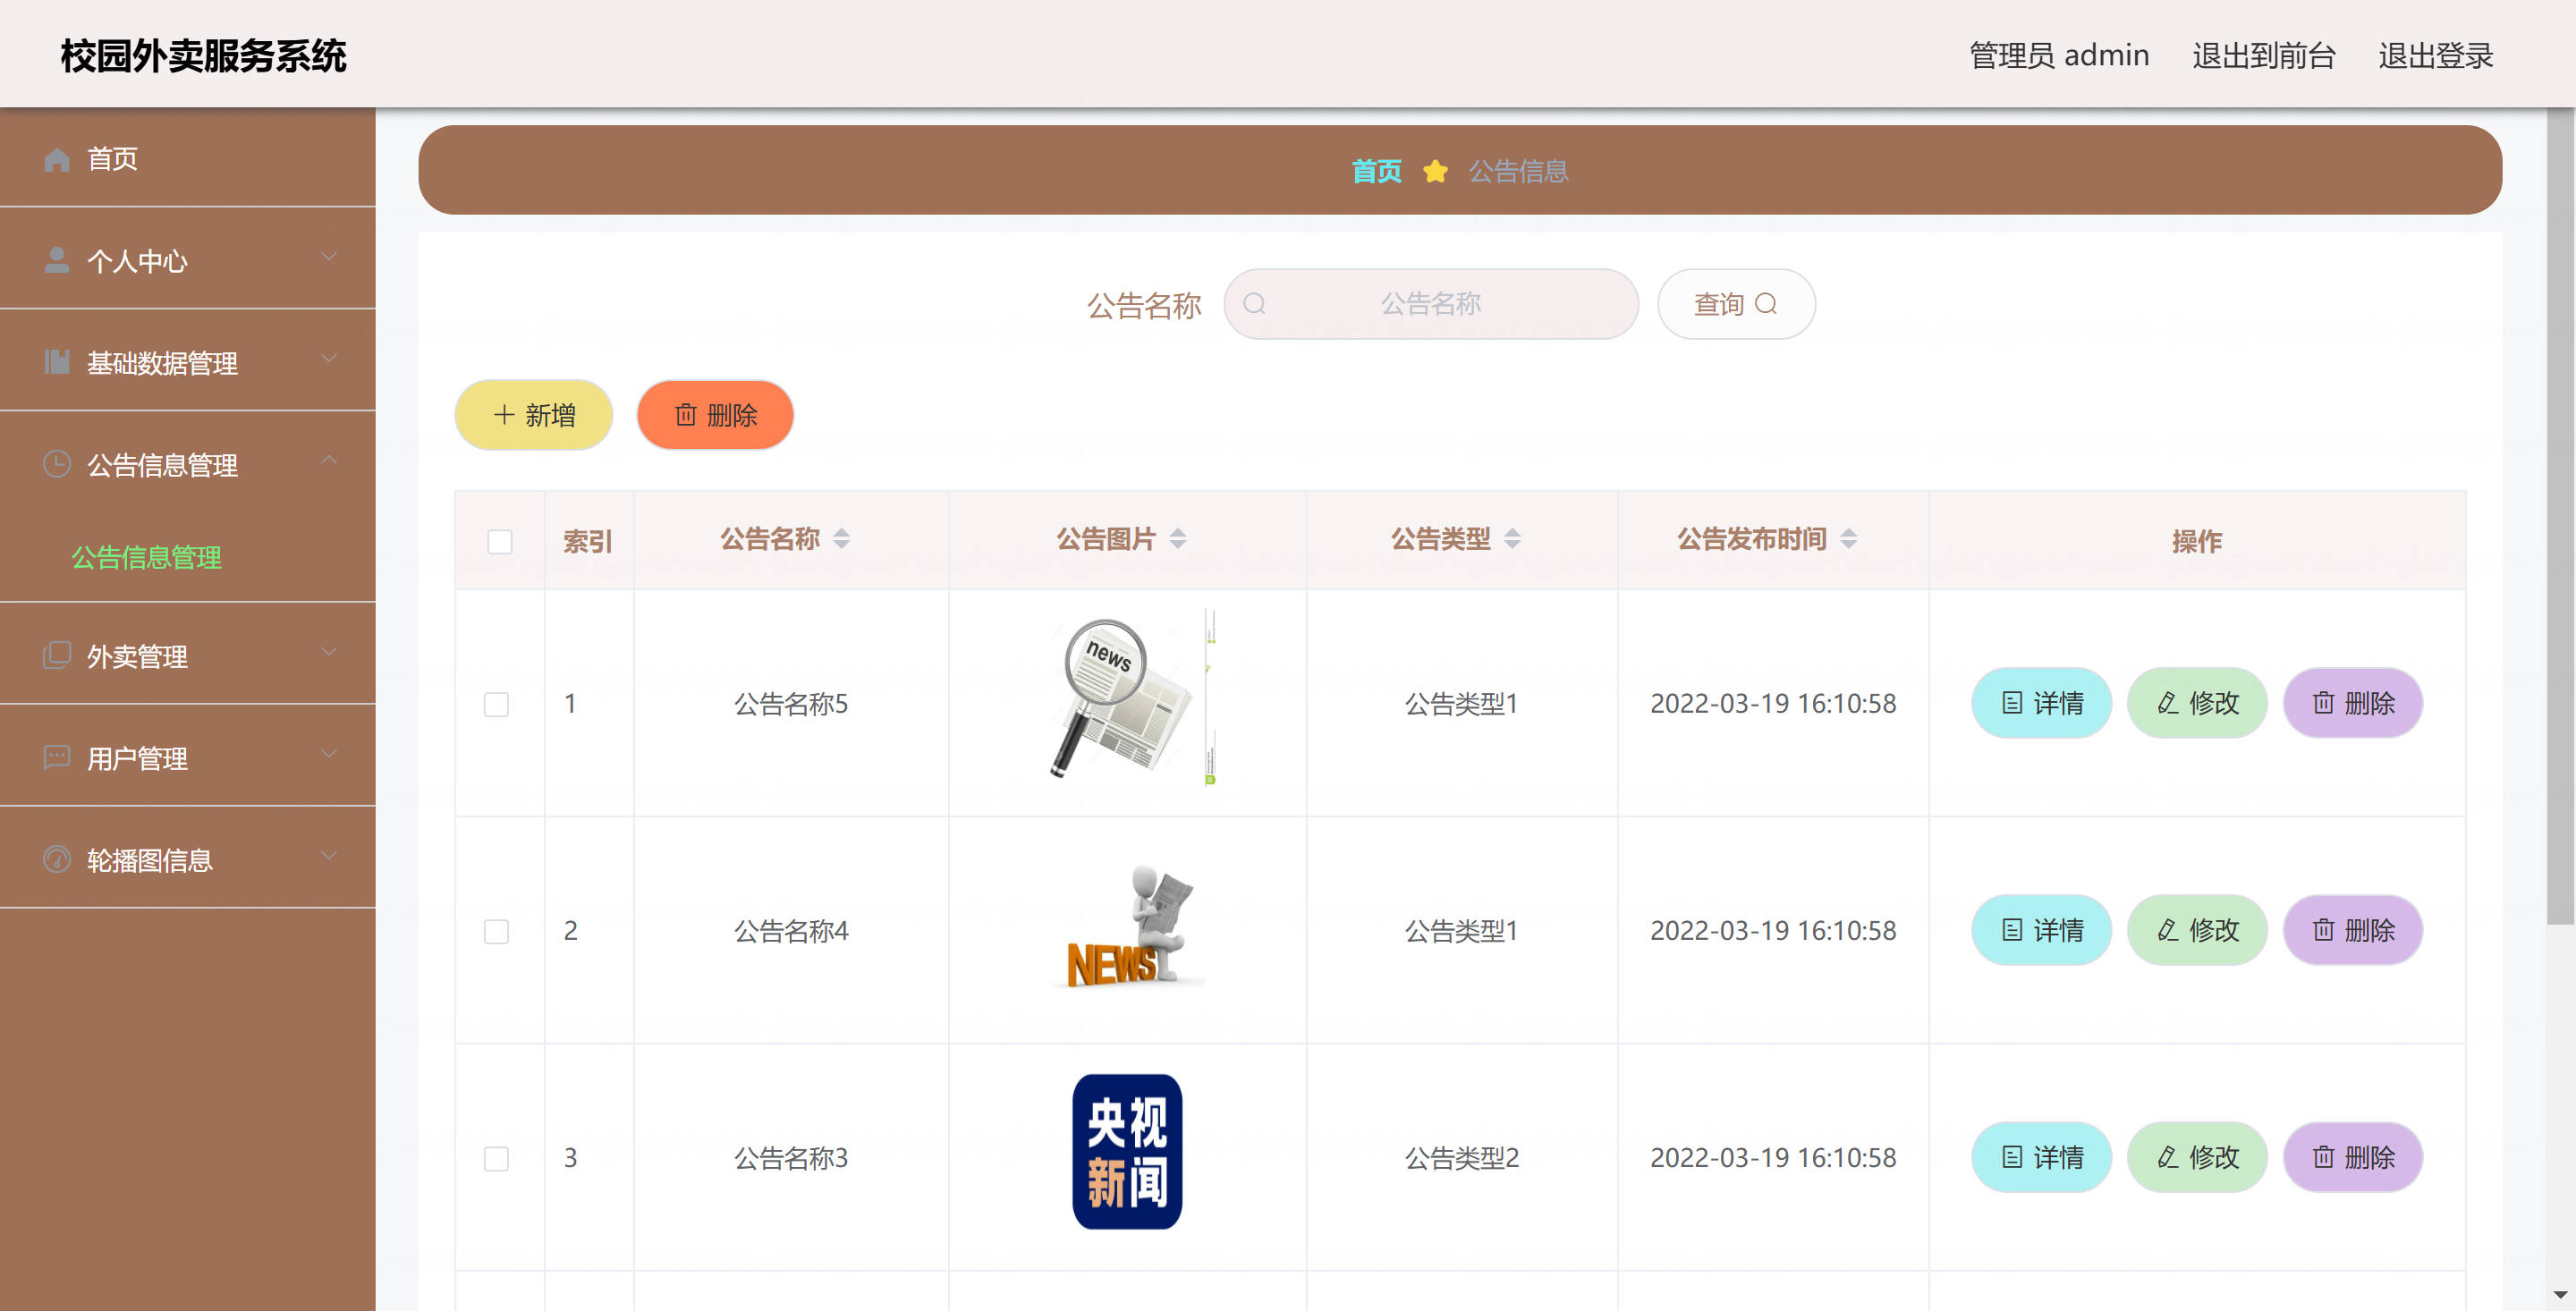 校园外卖服务系统
管理员 admin 退出到前台 退出登录
首页
个人中心
基础数据管理
公告信息管理
公告信息管理
外卖管理
用户管理
轮播图信息
首页 公告信息
公告名称 公告名称 查询
新增 删除
索引 公告名称 公告图片 公告类型 公告发布时间 操作
1 公告名称5 news 公告类型1 2022-03-19 16:10:58 详情 修改 删除
2 公告名称4 NEWS 公告类型1 2022-03-19 16:10:58 详情 修改 删除
3 公告名称3 央视新闻 公告类型2 2022-03-19 16:10:58 详情 修改 删除